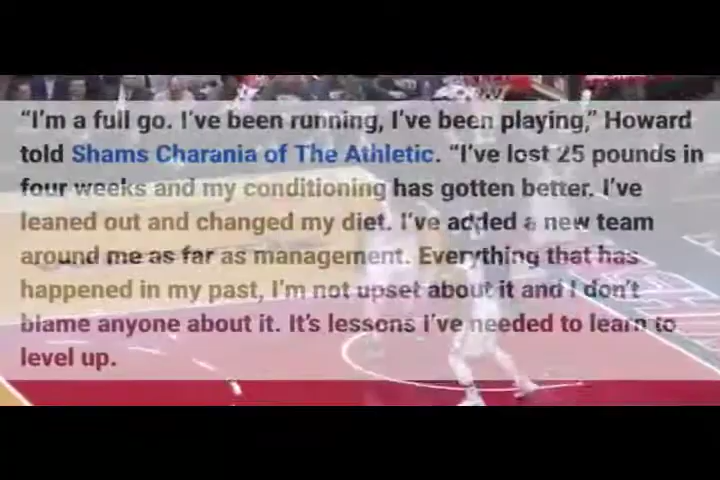 “I’m a full go. I’ve been running, I’ve been playing,” Howard
told Shams Charania of The Athletic. “I’ve lost 25 pounds in
four weeks and my conditioning has gotten better. I’ve
leaned out and changed my diet. I’ve added a new team
around me as far as management. Everything that has
happened in my past, I’m not upset about it and I don’t
blame anyone about it. It’s lessons I’ve needed to learn to
level up.